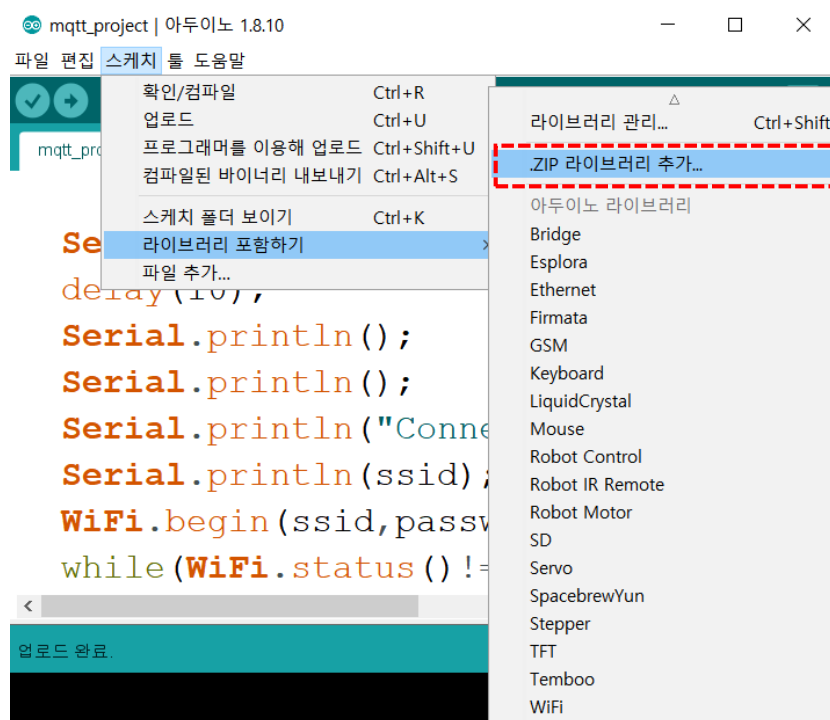 mqtt_project | 아두이노 1.8.10
파일 편집 스케치 툴 도움말
확인/컴파일 Ctrl+R
업로드 Ctrl+U
프로그래머를 이용해 업로드 Ctrl+Shift+U
컴파일된 바이너리 내보내기 Ctrl+Alt+S
스케치 폴더 보이기 Ctrl+K
라이브러리 포함하기
파일 추가...
라이브러리 관리... Ctrl+Shift
.ZIP 라이브러리 추가...
아두이노 라이브러리
Bridge
Esplora
Ethernet
Firmata
GSM
Keyboard
LiquidCrystal
Mouse
Robot Control
Robot IR Remote
Robot Motor
SD
Servo
SpacebrewYun
Stepper
TFT
Temboo
WiFi
mqtt_pro
Se
delay(10);
Serial.println();
Serial.println();
Serial.println("Conne
Serial.println(ssid);
WiFi.begin(ssid,passw
while(WiFi.status()!=
업로드 완료.